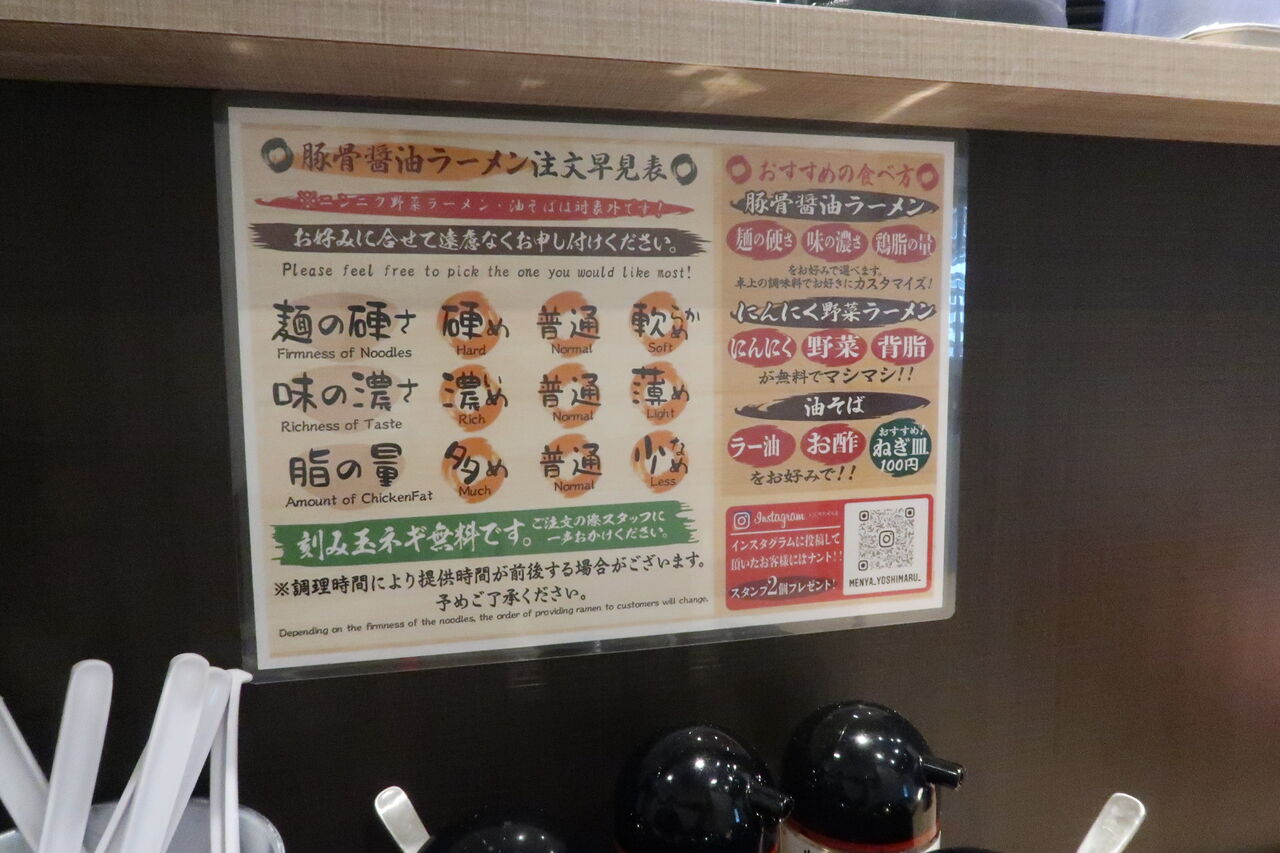 豚骨醤油ラーメン注文早見表
※ニンニク野菜ラーメン・油そばは対象外です!
お好みに合せて遠慮なくお申し付けください。
Please feel free to pick the one you would like most!
麺の硬さ 硬め 普通 軟らかめ
Firmness of Noodles Hard Normal Soft
味の濃さ 濃いめ 普通 薄め
Richness of Taste Rich Normal Light
脂の量 多め 普通 少なめ
Amount of ChickenFat Much Normal Less
刻み玉ネギ無料です。ご注文の際スタッフに
一声おかけください。
※調理時間により提供時間が前後する場合がございます。
予めご了承ください。
Depending on the firmness of the noodles, the order of providing ramen to customers will change.
おすすめの食べ方
豚骨醤油ラーメン
麺の硬さ 味の濃さ 鶏脂の量
をお好みで選べます。
卓上の調味料でお好きにカスタマイズ!
にんにく野菜ラーメン
にんにく 野菜 背脂
が無料でマシマシ!!
油そば
ラー油 お酢 おすすめ!
ねぎ皿
100円
をお好みで!!
Instagram
インスタグラムに投稿して
頂いたお客様にはナント!!
スタンプ2個プレゼント!
MENYA_YOSHIMARU_